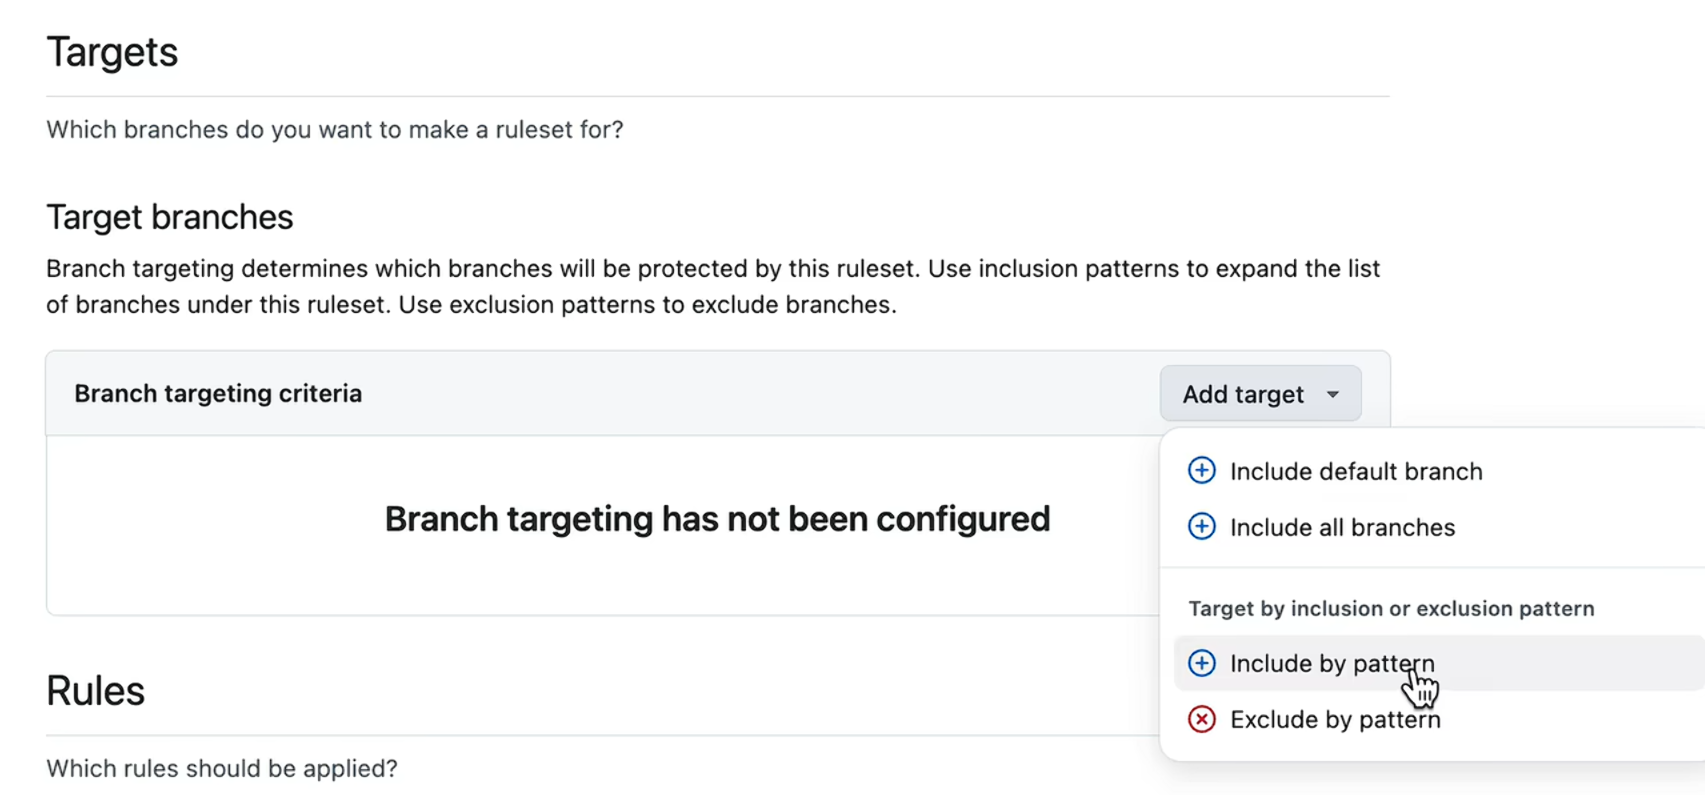 Targets
Which branches do you want to make a ruleset for?
Target branches
Branch targeting determines which branches will be protected by this ruleset. Use inclusion patterns to expand the list
of branches under this ruleset. Use exclusion patterns to exclude branches.
Branch targeting criteria
Add target
Branch targeting has not been configured
Include default branch
Include all branches
Target by inclusion or exclusion pattern
Include by pattern
Exclude by pattern
Rules
Which rules should be applied?